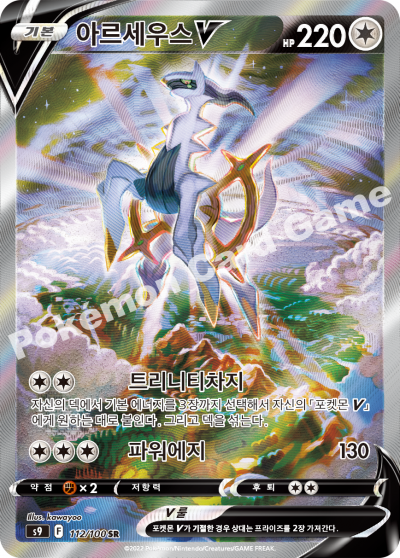 기본 아르세우스 V HP 220
Pokémon Card Game
트리니티차지
자신의 덱에서 기본 에너지를 3장까지 선택해서 자신의 「포켓몬 V」
에게 원하는 대로 붙인다. 그리고 덱을 섞는다.
파워에지 130
약점 ×2 저항력 후퇴
Illus. kawayoo
s9 F 112/100 SR
V룰
포켓몬 V가 기절한 경우 상대는 프라이즈를 2장 가져간다.
©2022 Pokémon/Nintendo/Creatures/GAME FREAK.